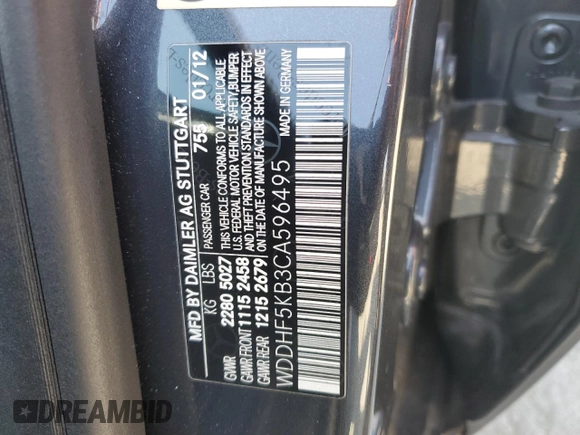 MFD BY DAIMLER AG STUTTGART
PASSENGER CAR 755 01/12
KG LBS
THIS VEHICLE CONFORMS TO ALL APPLICABLE
U.S. FEDERAL MOTOR VEHICLE SAFETY, BUMPER
AND THEFT PREVENTION STANDARDS IN EFFECT
ON THE DATE OF MANUFACTURE SHOWN ABOVE
GVWR 2280 5027
GAWR FRONT 1115 2458
GAWR REAR 1215 2679
MADE IN GERMANY
WDDHF5KB3CA596495
DREAMBID